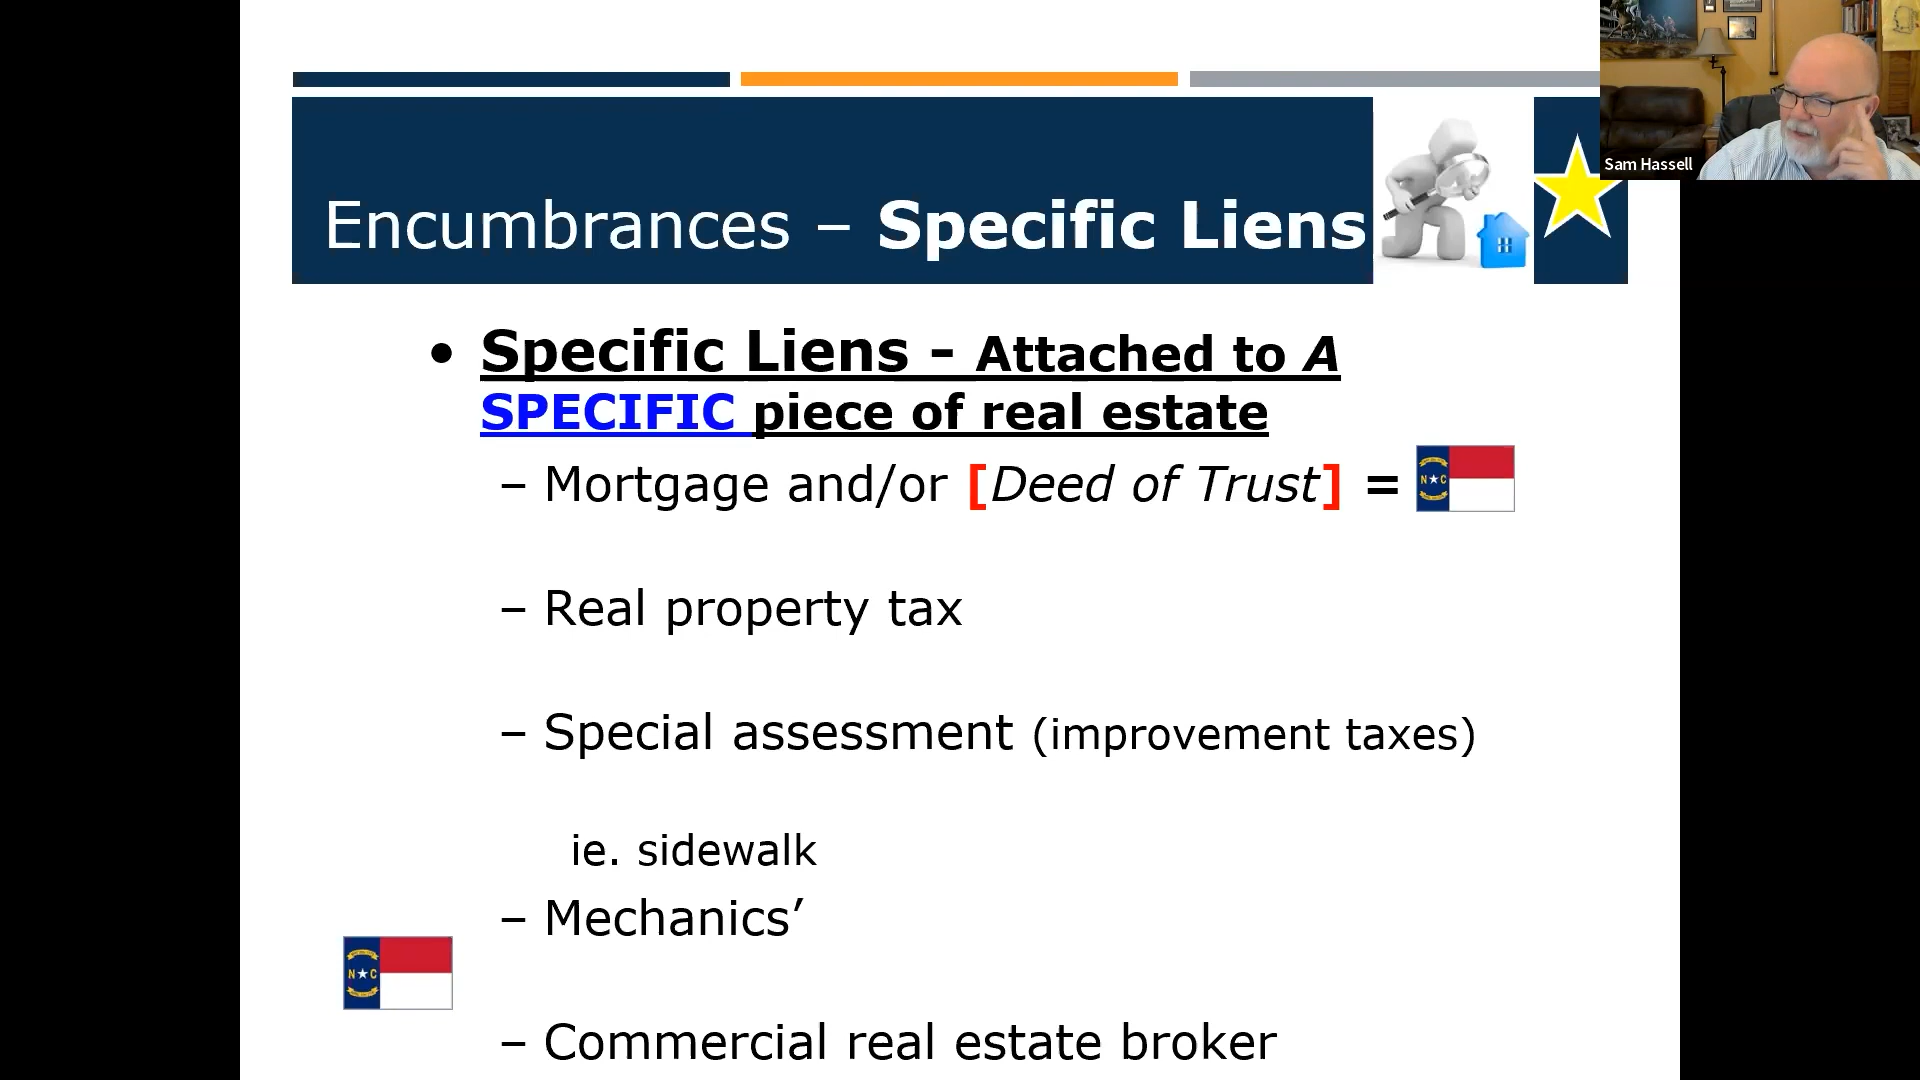 Sam Hassell
Encumbrances – Specific Liens
• Specific Liens - Attached to A
SPECIFIC piece of real estate
– Mortgage and/or [Deed of Trust] =
N★C
– Real property tax
– Special assessment (improvement taxes)
ie. sidewalk
– Mechanics’
N★C
– Commercial real estate broker